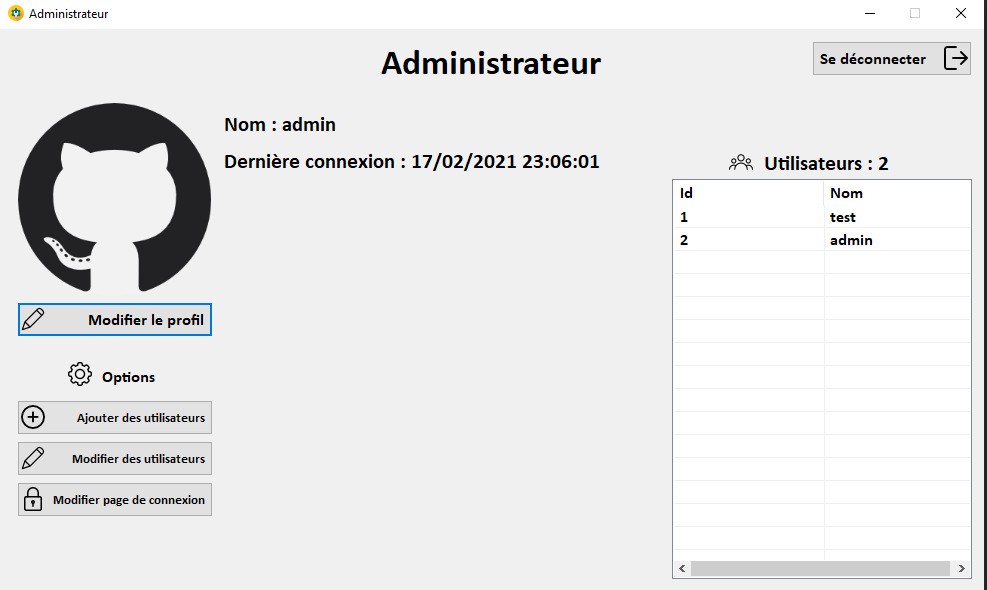 Administrateur
Administrateur
Se déconnecter
Nom : admin
Dernière connexion : 17/02/2021 23:06:01
Utilisateurs : 2
Id Nom
1 test
2 admin
Modifier le profil
Options
Ajouter des utilisateurs
Modifier des utilisateurs
Modifier page de connexion